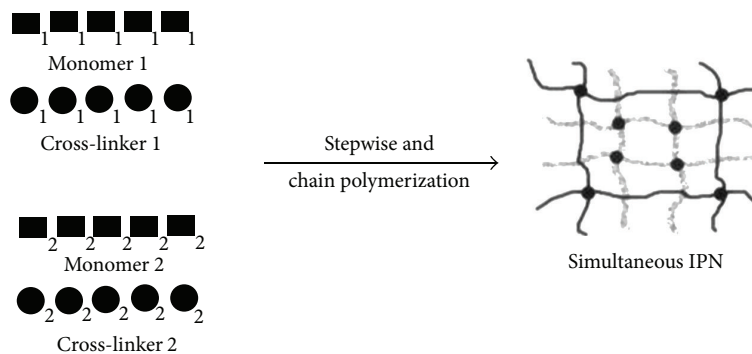 1 1 1 1 1
Monomer 1
1 1 1 1 1
Cross-linker 1
Stepwise and
chain polymerization
2 2 2 2 2
Monomer 2
2 2 2 2 2
Cross-linker 2
Simultaneous IPN